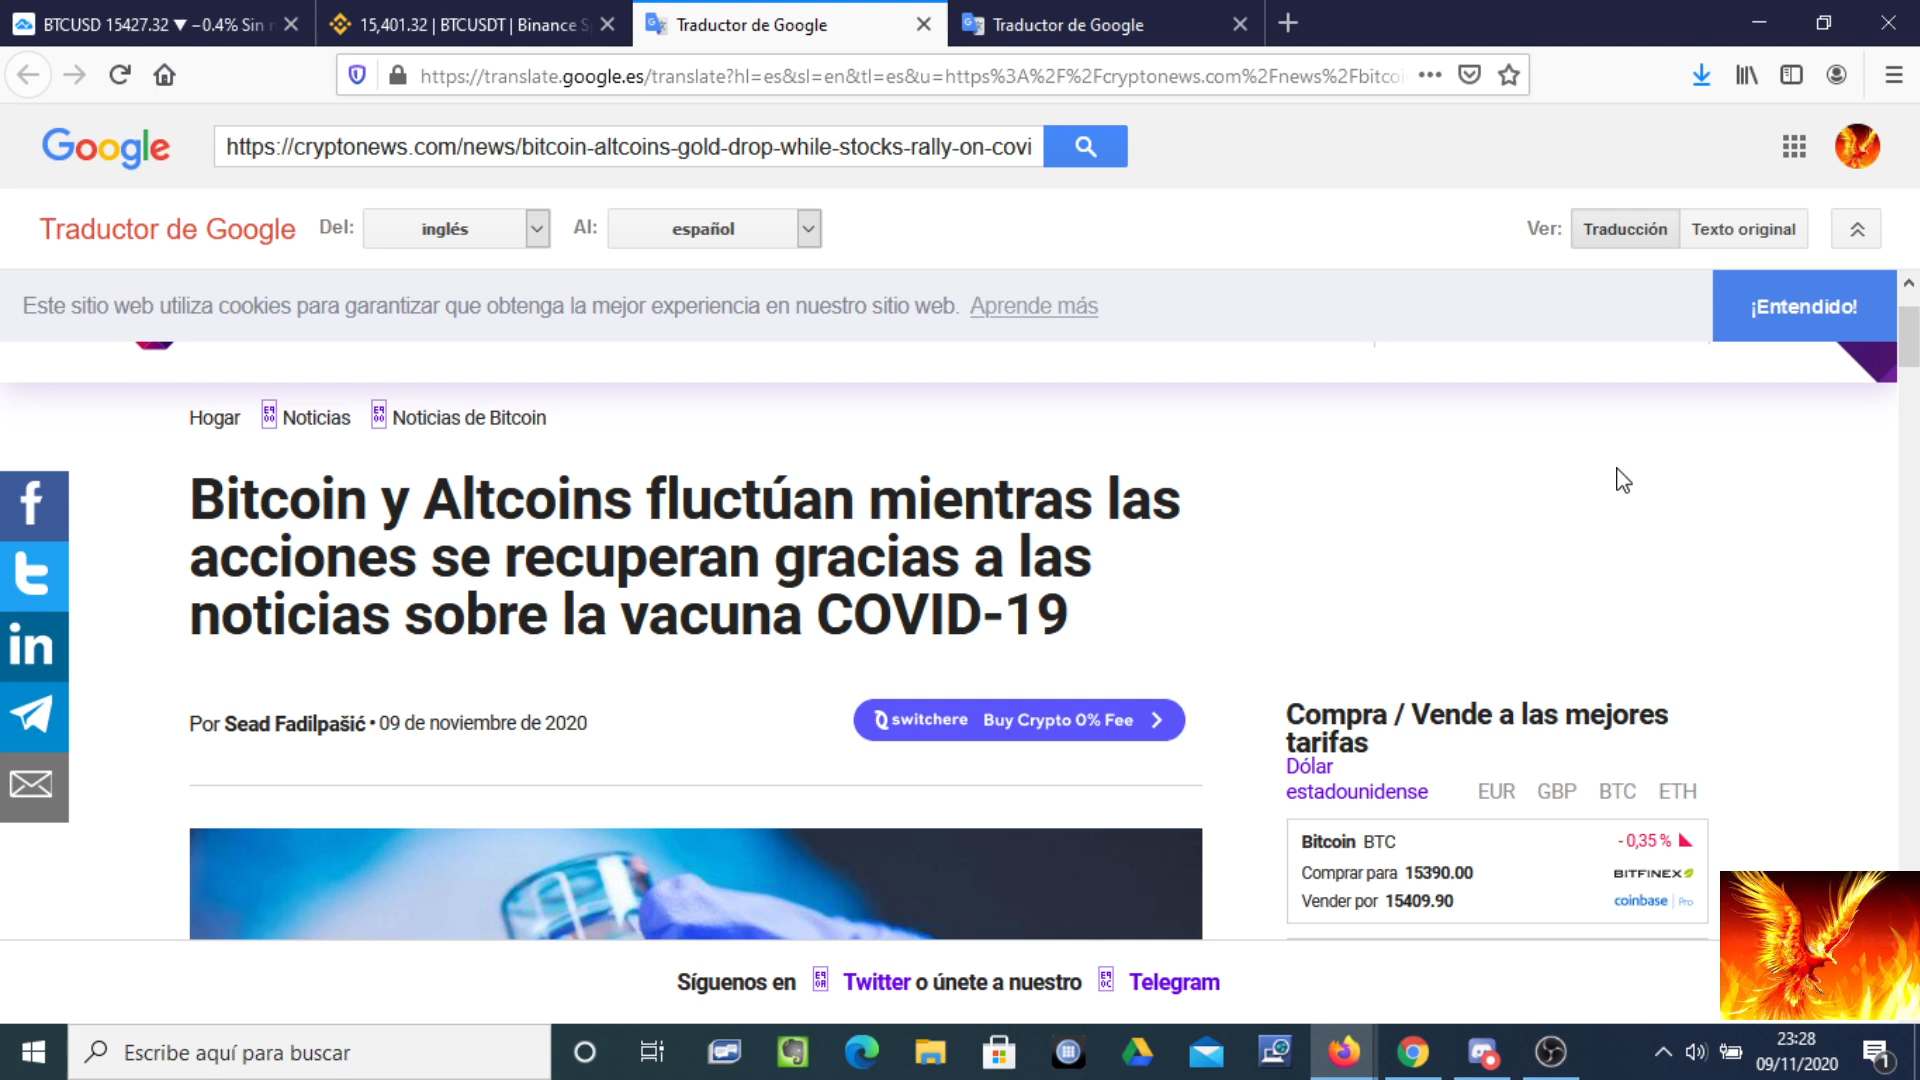 BTCUSD 15427.32 ▼ −0.4% Sin
15,401.32 | BTCUSDT | Binance S
Traductor de Google
Traductor de Google
https://translate.google.es/translate?hl=es&sl=en&tl=es&u=https%3A%2F%2Fcryptonews.com%2Fnews%2Fbitcoi
Google
https://cryptonews.com/news/bitcoin-altcoins-gold-drop-while-stocks-rally-on-covi
Traductor de Google Del: inglés Al: español
Ver: Traducción Texto original
Este sitio web utiliza cookies para garantizar que obtenga la mejor experiencia en nuestro sitio web. Aprende más
¡Entendido!
Hogar Noticias Noticias de Bitcoin
Bitcoin y Altcoins fluctúan mientras las
acciones se recuperan gracias a las
noticias sobre la vacuna COVID-19
Por Sead Fadilpašić • 09 de noviembre de 2020
switchere Buy Crypto 0% Fee
Compra / Vende a las mejores
tarifas
Dólar
estadounidense EUR GBP BTC ETH
Bitcoin BTC - 0,35 %
Comprar para 15390.00 BITFINEX
Vender por 15409.90 coinbase | Pro
Síguenos en Twitter o únete a nuestro Telegram
Escribe aquí para buscar
23:28
09/11/2020
1